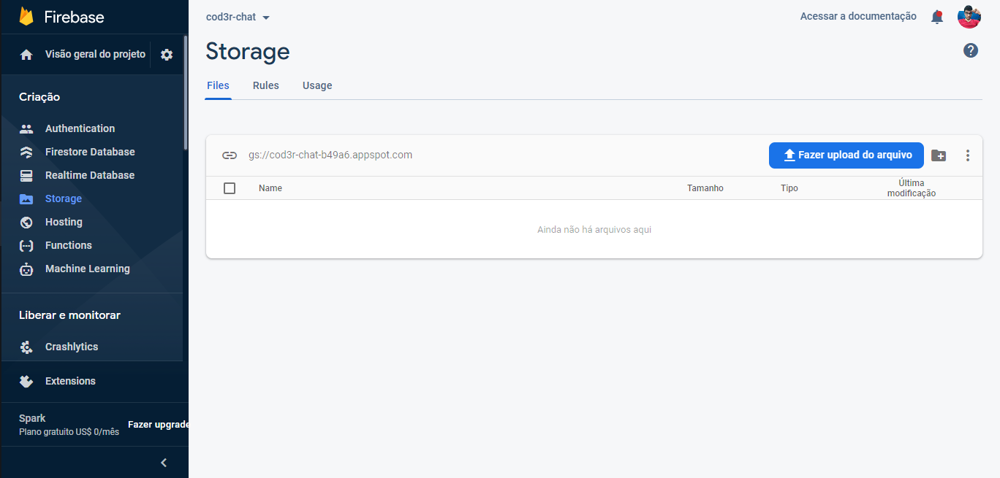 Firebase
Visão geral do projeto
Criação
Authentication
Firestore Database
Realtime Database
Storage
Hosting
Functions
Machine Learning
Liberar e monitorar
Crashlytics
Extensions
Spark
Plano gratuito US$ 0/mês
Fazer upgrade
cod3r-chat
Acessar a documentação
Storage
Files Rules Usage
gs://cod3r-chat-b49a6.appspot.com
Fazer upload do arquivo
Name Tamanho Tipo Última
modificação
Ainda não há arquivos aqui